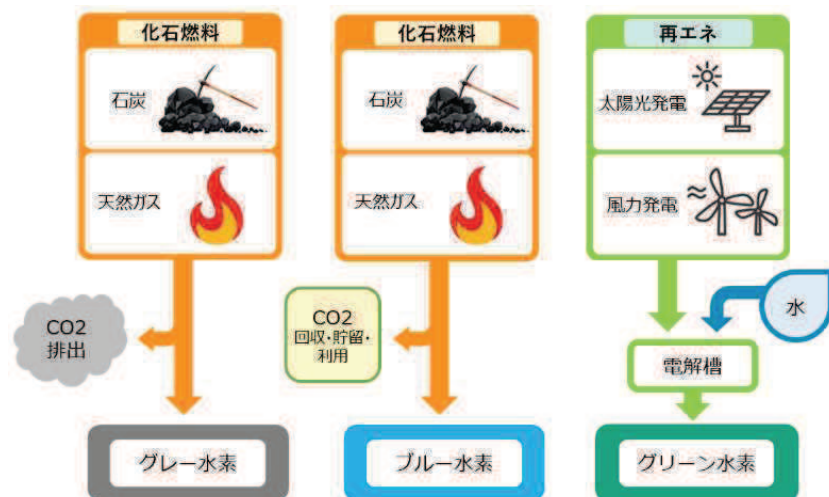 化石燃料
石炭
天然ガス
CO2
排出
グレー水素
化石燃料
石炭
天然ガス
CO2
回収・貯留・
利用
ブルー水素
再エネ
太陽光発電
風力発電
水
電解槽
グリーン水素